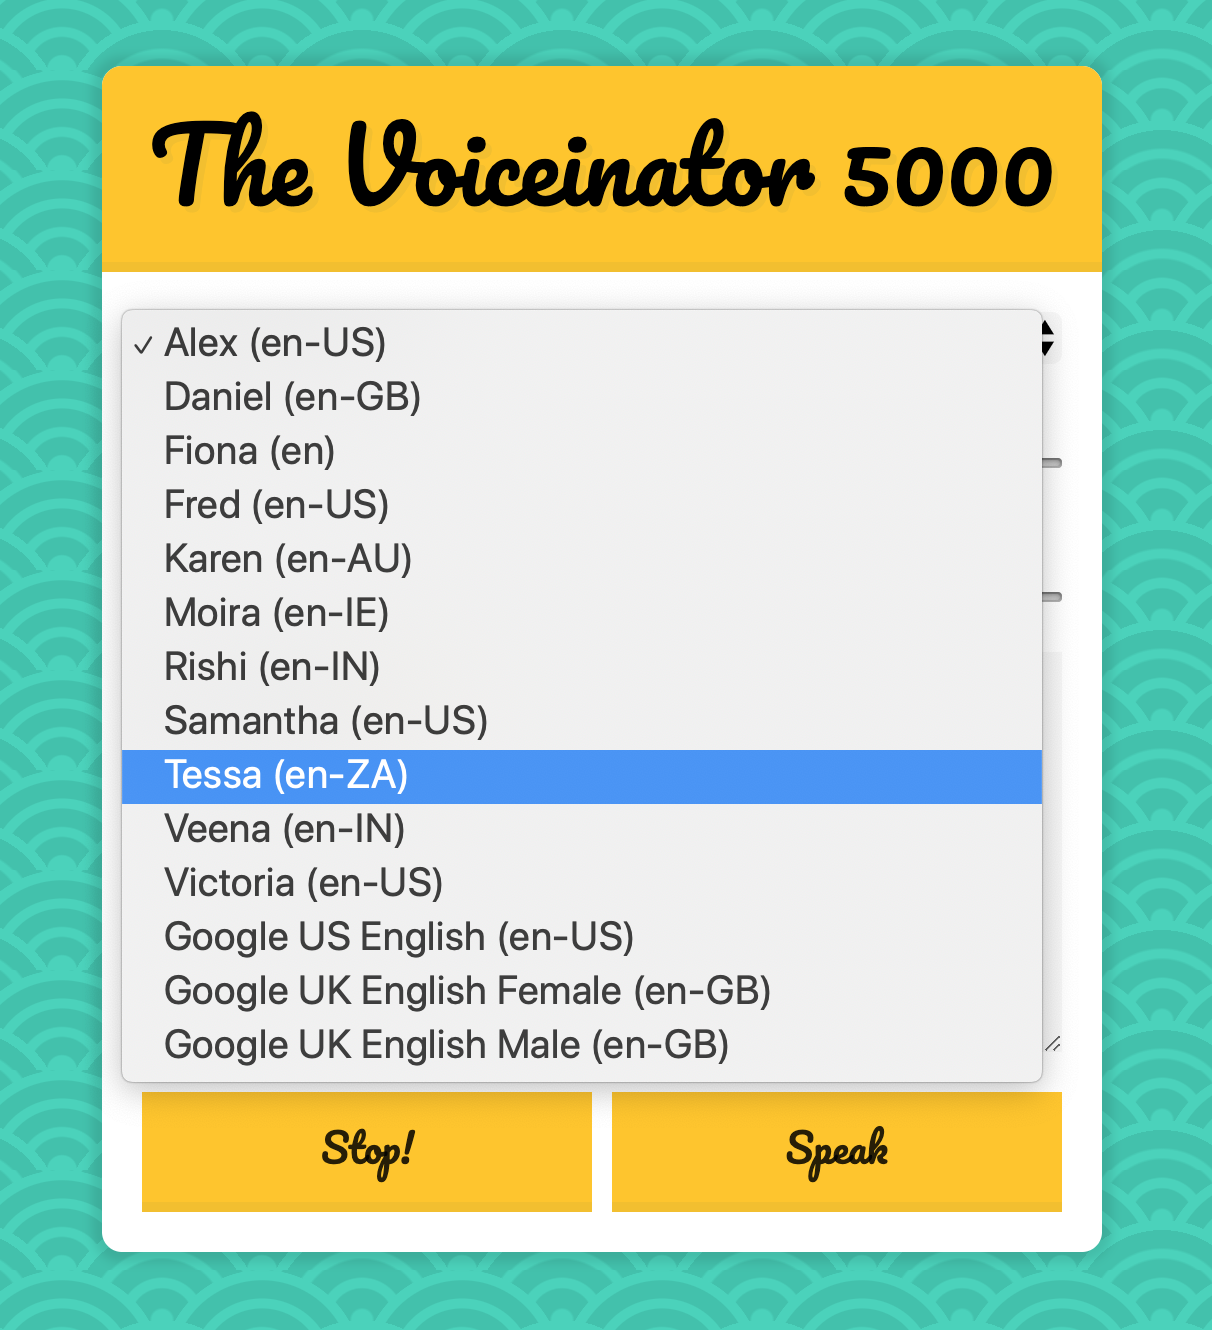 The Voiceinator 5000
✓ Alex (en-US)
Daniel (en-GB)
Fiona (en)
Fred (en-US)
Karen (en-AU)
Moira (en-IE)
Rishi (en-IN)
Samantha (en-US)
Tessa (en-ZA)
Veena (en-IN)
Victoria (en-US)
Google US English (en-US)
Google UK English Female (en-GB)
Google UK English Male (en-GB)
Stop! Speak